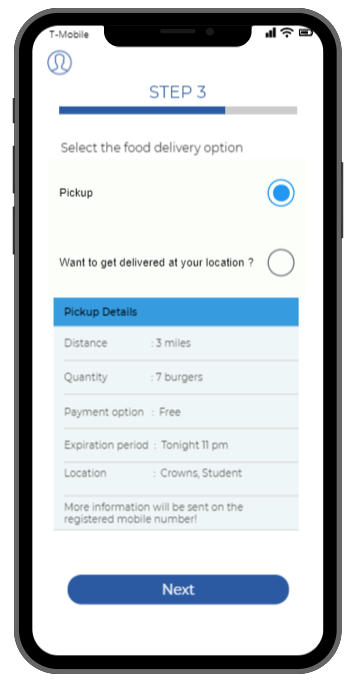 T-Mobile
STEP 3
Select the food delivery option
Pickup
Want to get delivered at your location ?
Pickup Details
Distance : 3 miles
Quantity : 7 burgers
Payment option : Free
Expiration period : Tonight 11 pm
Location : Crowns, Student
More information will be sent on the
registered mobile number!
Next